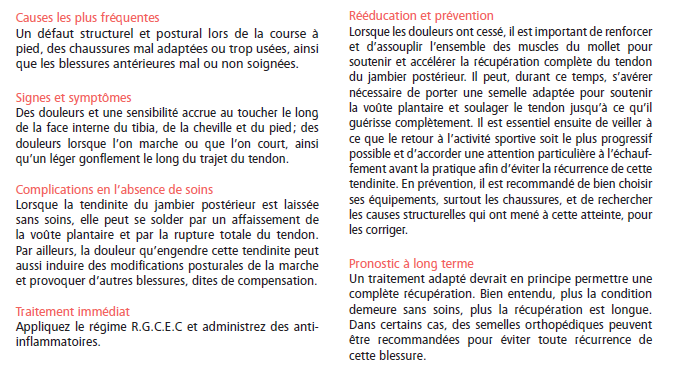 Causes les plus fréquentes
Un défaut structurel et postural lors de la course à
pied, des chaussures mal adaptées ou trop usées, ainsi
que les blessures antérieures mal ou non soignées.
Signes et symptômes
Des douleurs et une sensibilité accrue au toucher le long
de la face interne du tibia, de la cheville et du pied; des
douleurs lorsque l'on marche ou que l'on court, ainsi
qu'un léger gonflement le long du trajet du tendon.
Complications en l'absence de soins
Lorsque la tendinite du jambier postérieur est laissée
sans soins, elle peut se solder par un affaissement de
la voûte plantaire et par la rupture totale du tendon.
Par ailleurs, la douleur qu'engendre cette tendinite peut
aussi induire des modifications posturales de la marche
et provoquer d'autres blessures, dites de compensation.
Traitement immédiat
Appliquez le régime R.G.C.E.C et administrez des anti-
inflammatoires.
Rééducation et prévention
Lorsque les douleurs ont cessé, il est important de renforcer
et d'assouplir l'ensemble des muscles du mollet pour
soutenir et accélérer la récupération complète du tendon
du jambier postérieur. Il peut, durant ce temps, s'avérer
nécessaire de porter une semelle adaptée pour soutenir
la voûte plantaire et soulager le tendon jusqu'à ce qu'il
guérisse complètement. Il est essentiel ensuite de veiller à
ce que le retour à l'activité sportive soit le plus progressif
possible et d'accorder une attention particulière à l'échauf-
fement avant la pratique afin d'éviter la récurrence de cette
tendinite. En prévention, il est recommandé de bien choisir
ses équipements, surtout les chaussures, et de rechercher
les causes structurelles qui ont mené à cette atteinte, pour
les corriger.
Pronostic à long terme
Un traitement adapté devrait en principe permettre une
complète récupération. Bien entendu, plus la condition
demeure sans soins, plus la récupération est longue.
Dans certains cas, des semelles orthopédiques peuvent
être recommandées pour éviter toute récurrence de
cette blessure.